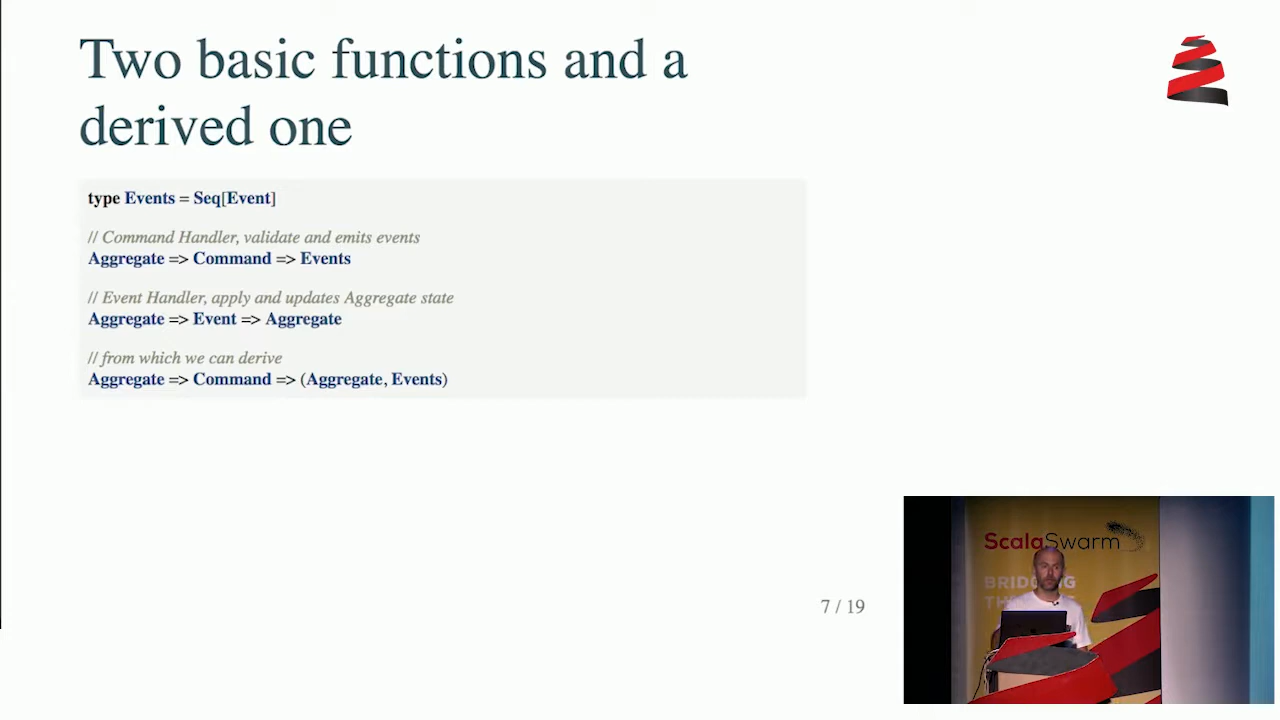 Two basic functions and a
derived one
type Events = Seq[Event]
// Command Handler, validate and emits events
Aggregate => Command => Events
// Event Handler, apply and updates Aggregate state
Aggregate => Event => Aggregate
// from which we can derive
Aggregate => Command => (Aggregate, Events)
7 / 19
ScalaSwarm